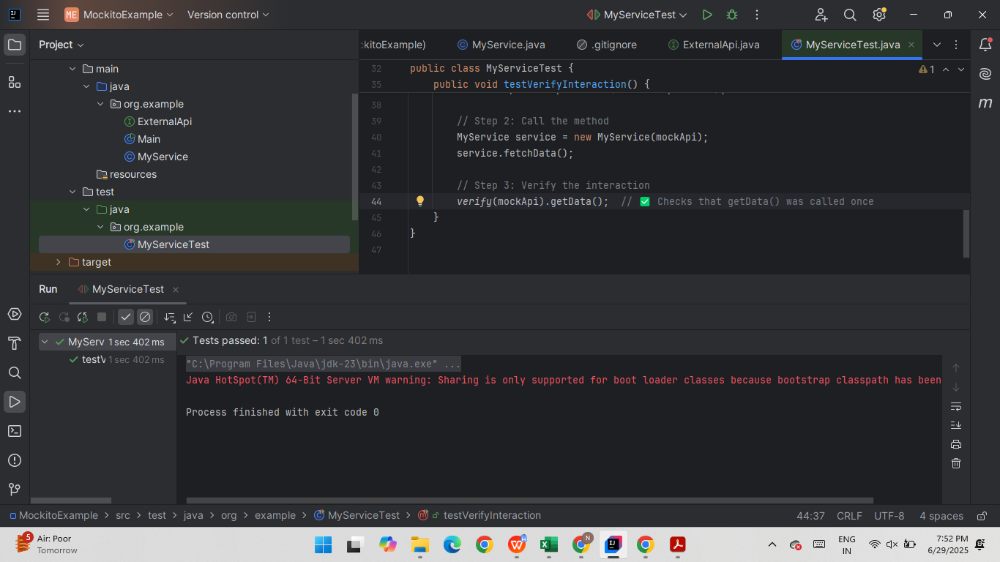 ME MockitoExample Version control MyServiceTest
Project
:kitoExample) MyService.java .gitignore ExternalApi.java MyServiceTest.java
main
java
org.example
ExternalApi
Main
MyService
resources
test
java
org.example
MyServiceTest
target
32 public class MyServiceTest {
1
35 public void testVerifyInteraction() {
38
39 // Step 2: Call the method
40 MyService service = new MyService(mockApi);
41 service.fetchData();
42
43 // Step 3: Verify the interaction
44 verify(mockApi).getData(); // ✅ Checks that getData() was called once
45 }
46 }
47
m
Run MyServiceTest
MyServ 1 sec 402 ms
testV 1 sec 402 ms
Tests passed: 1 of 1 test – 1 sec 402 ms
"C:\Program Files\Java\jdk-23\bin\java.exe" ...
Java HotSpot(TM) 64-Bit Server VM warning: Sharing is only supported for boot loader classes because bootstrap classpath has been
Process finished with exit code 0
MockitoExample > src > test > java > org > example > MyServiceTest > testVerifyInteraction
44:37 CRLF UTF-8 4 spaces
5
Air: Poor
Tomorrow
N
ENG
IN
7:52 PM
6/29/2025